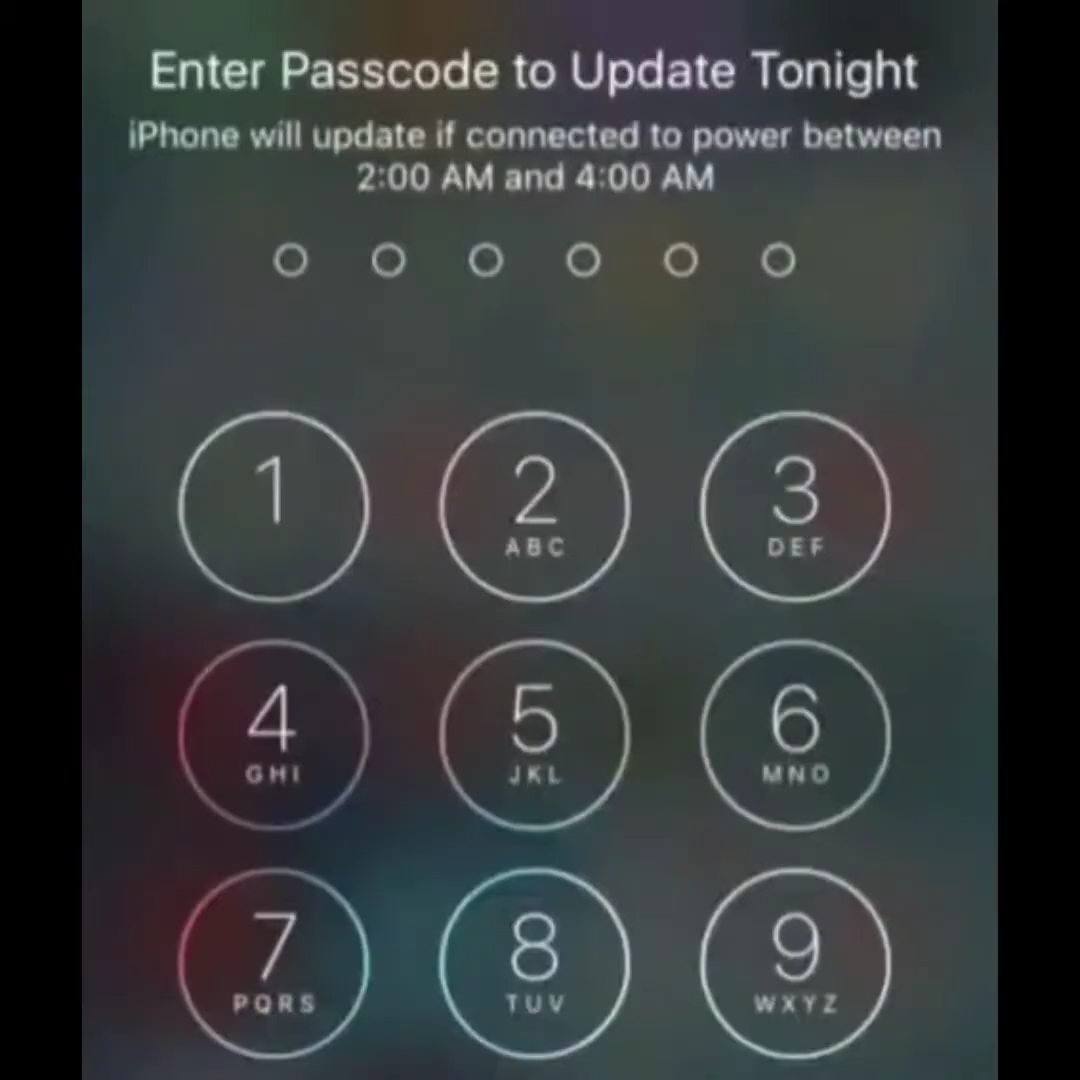 Enter Passcode to Update Tonight
iPhone will update if connected to power between
2:00 AM and 4:00 AM
1 2 3
ABC DEF
4 5 6
GHI JKL MNO
7 8 9
PQRS TUV WXYZ